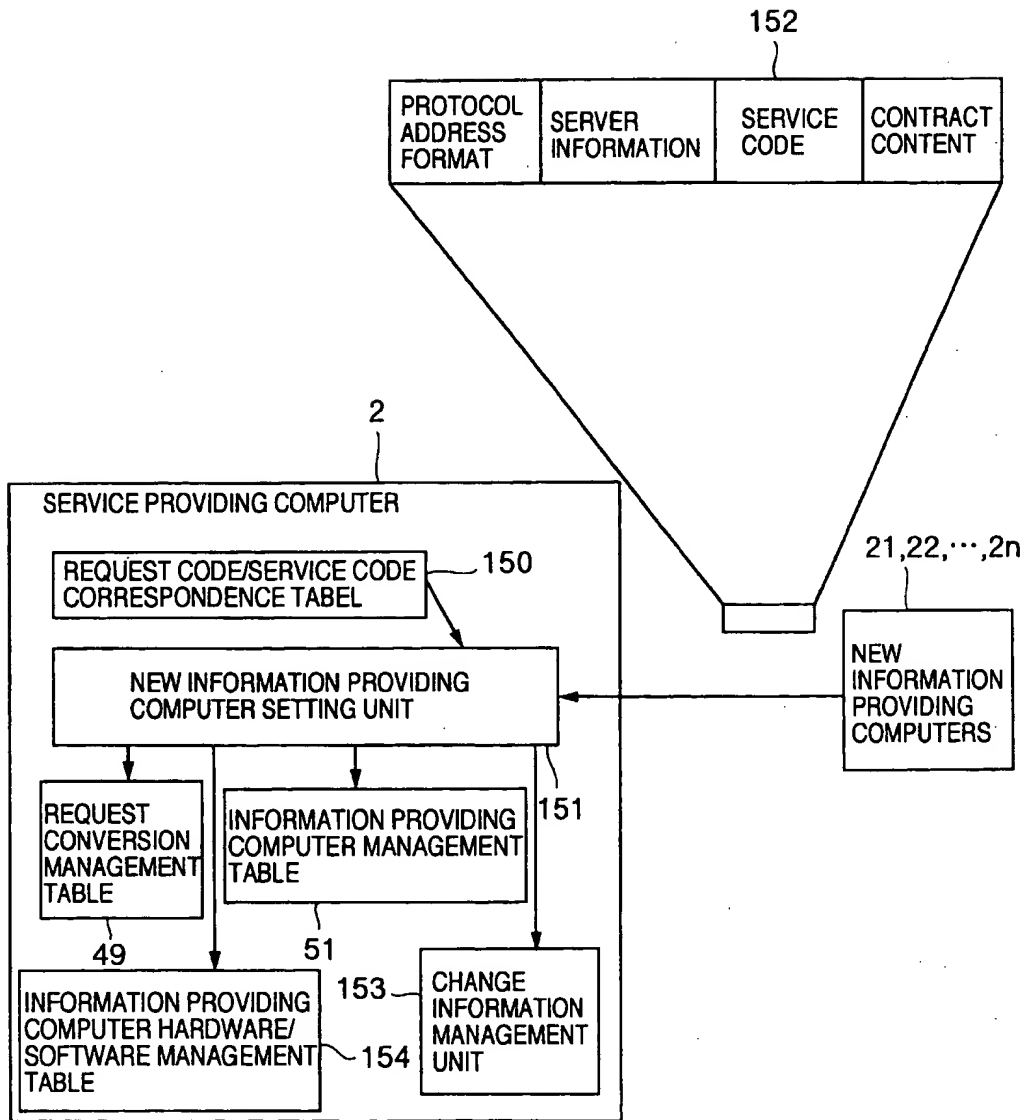 152
PROTOCOL
ADDRESS
FORMAT
SERVER
INFORMATION
SERVICE
CODE
CONTRACT
CONTENT
2
SERVICE PROVIDING COMPUTER
REQUEST CODE/SERVICE CODE
CORRESPONDENCE TABEL
150
21,22,···,2n
NEW INFORMATION PROVIDING
COMPUTER SETTING UNIT
NEW
INFORMATION
PROVIDING
COMPUTERS
151
REQUEST
CONVERSION
MANAGEMENT
TABLE
INFORMATION PROVIDING
COMPUTER MANAGEMENT
TABLE
49
51
INFORMATION PROVIDING
COMPUTER HARDWARE/
SOFTWARE MANAGEMENT
TABLE
154
153
CHANGE
INFORMATION
MANAGEMENT
UNIT